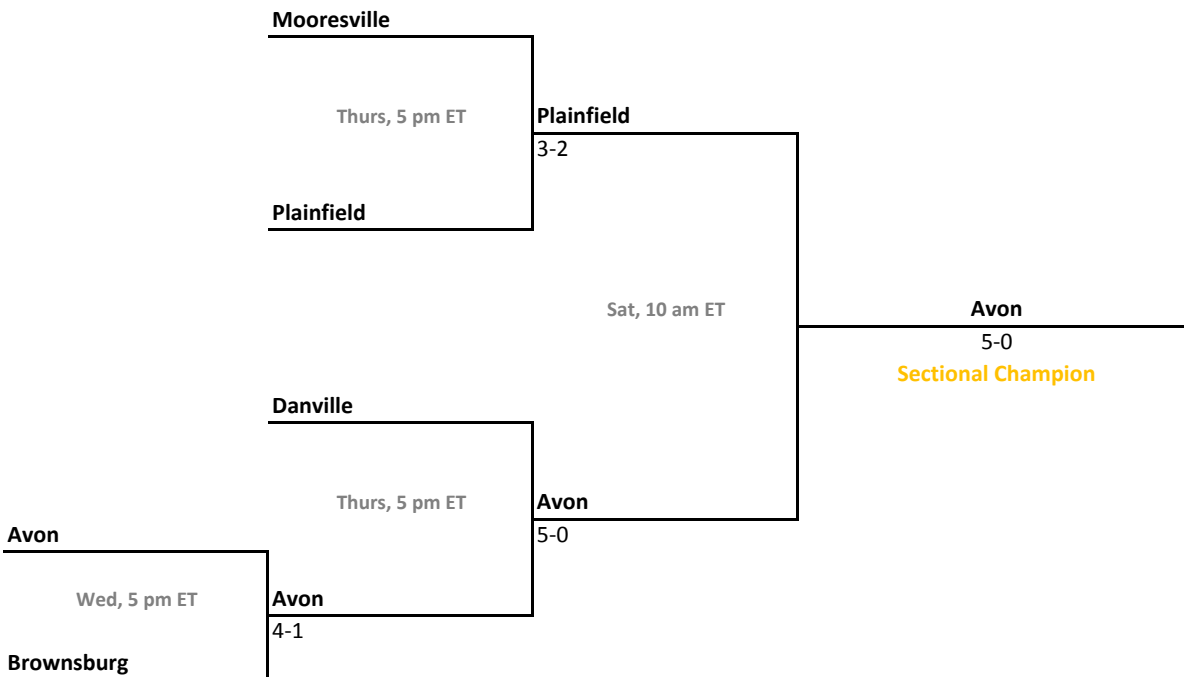 Mooresville
Thurs, 5 pm ET
Plainfield
3-2
Plainfield
Sat, 10 am ET
Avon
5-0
Sectional Champion
Danville
Thurs, 5 pm ET
Avon
5-0
Avon
Wed, 5 pm ET
Avon
4-1
Brownsburg